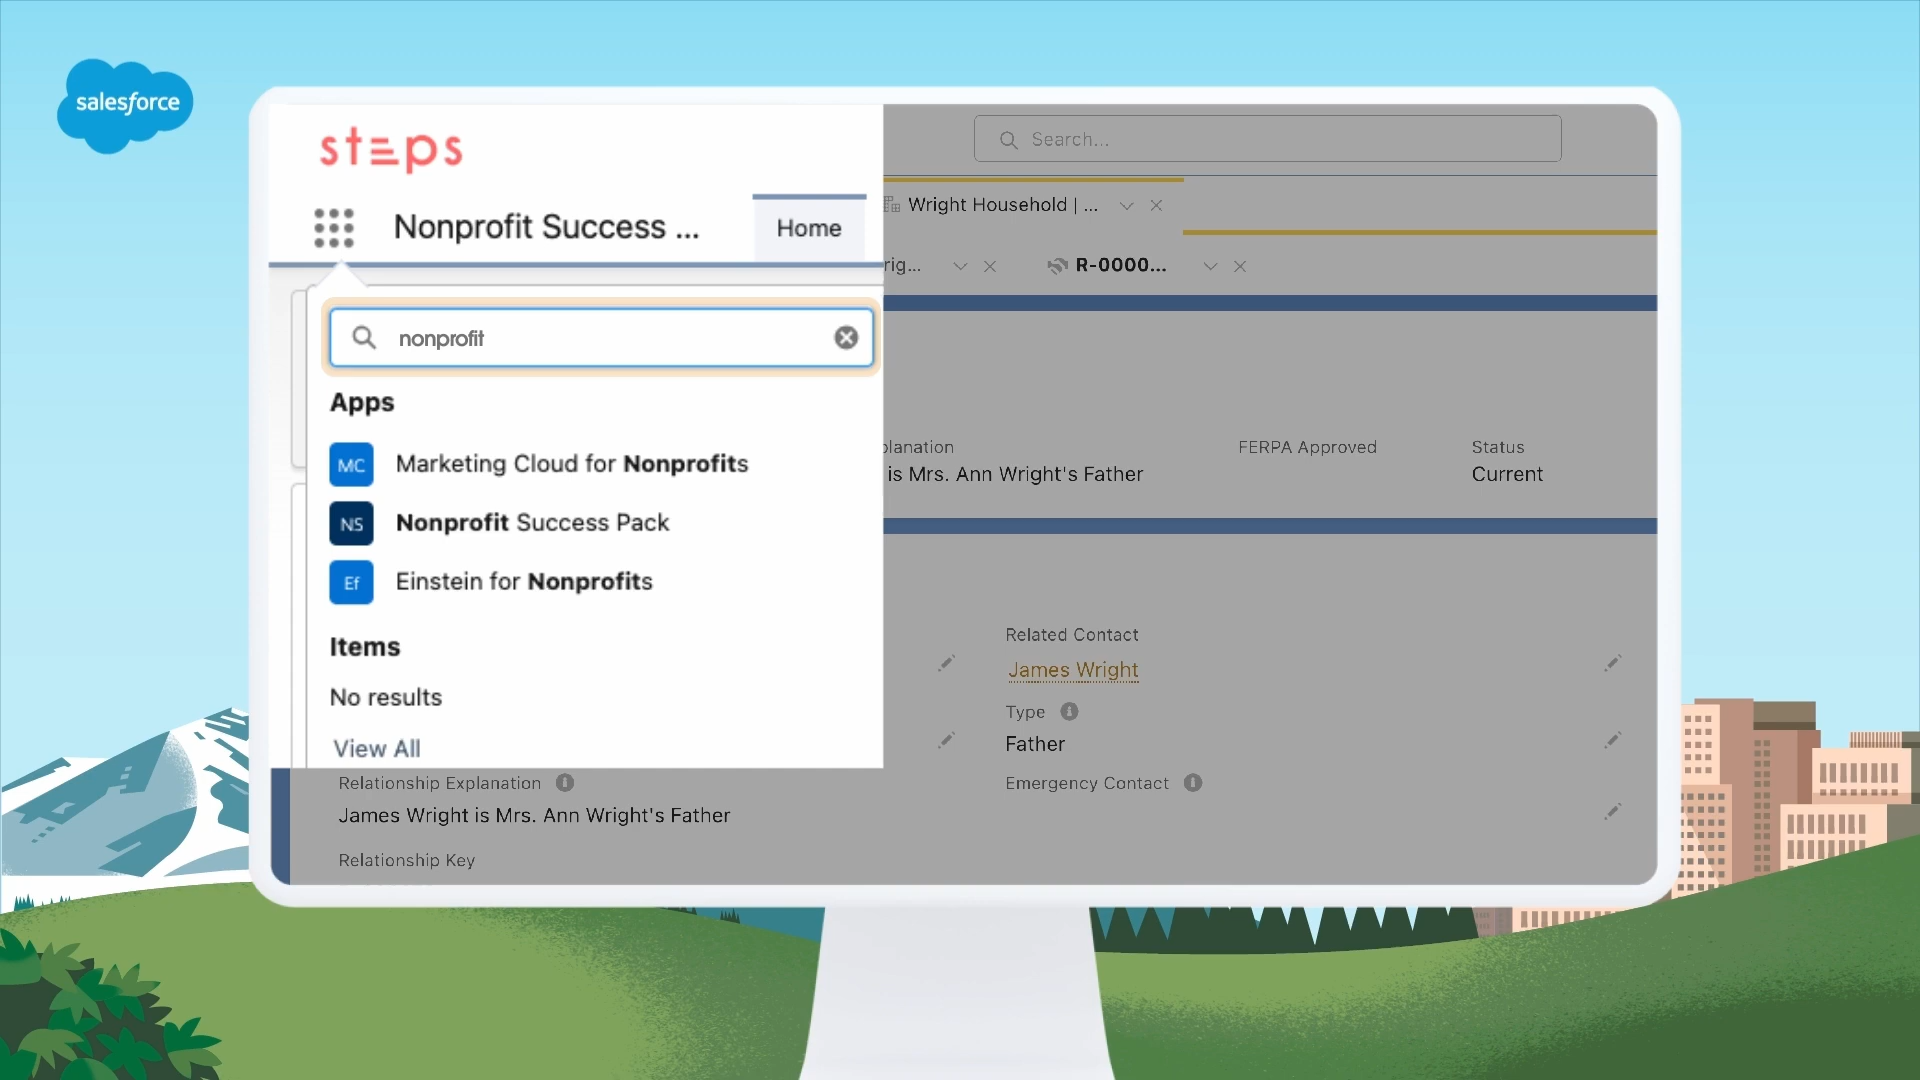 salesforce
steps
Search...
Nonprofit Success ...
Home
Wright Household | ...
rig...
R-0000...
nonprofit
Apps
MC
Marketing Cloud for Nonprofits
NS
Nonprofit Success Pack
Ef
Einstein for Nonprofits
Items
No results
View All
planation
is Mrs. Ann Wright's Father
FERPA Approved
Status
Current
Related Contact
James Wright
Type
Father
Relationship Explanation
James Wright is Mrs. Ann Wright's Father
Emergency Contact
Relationship Key